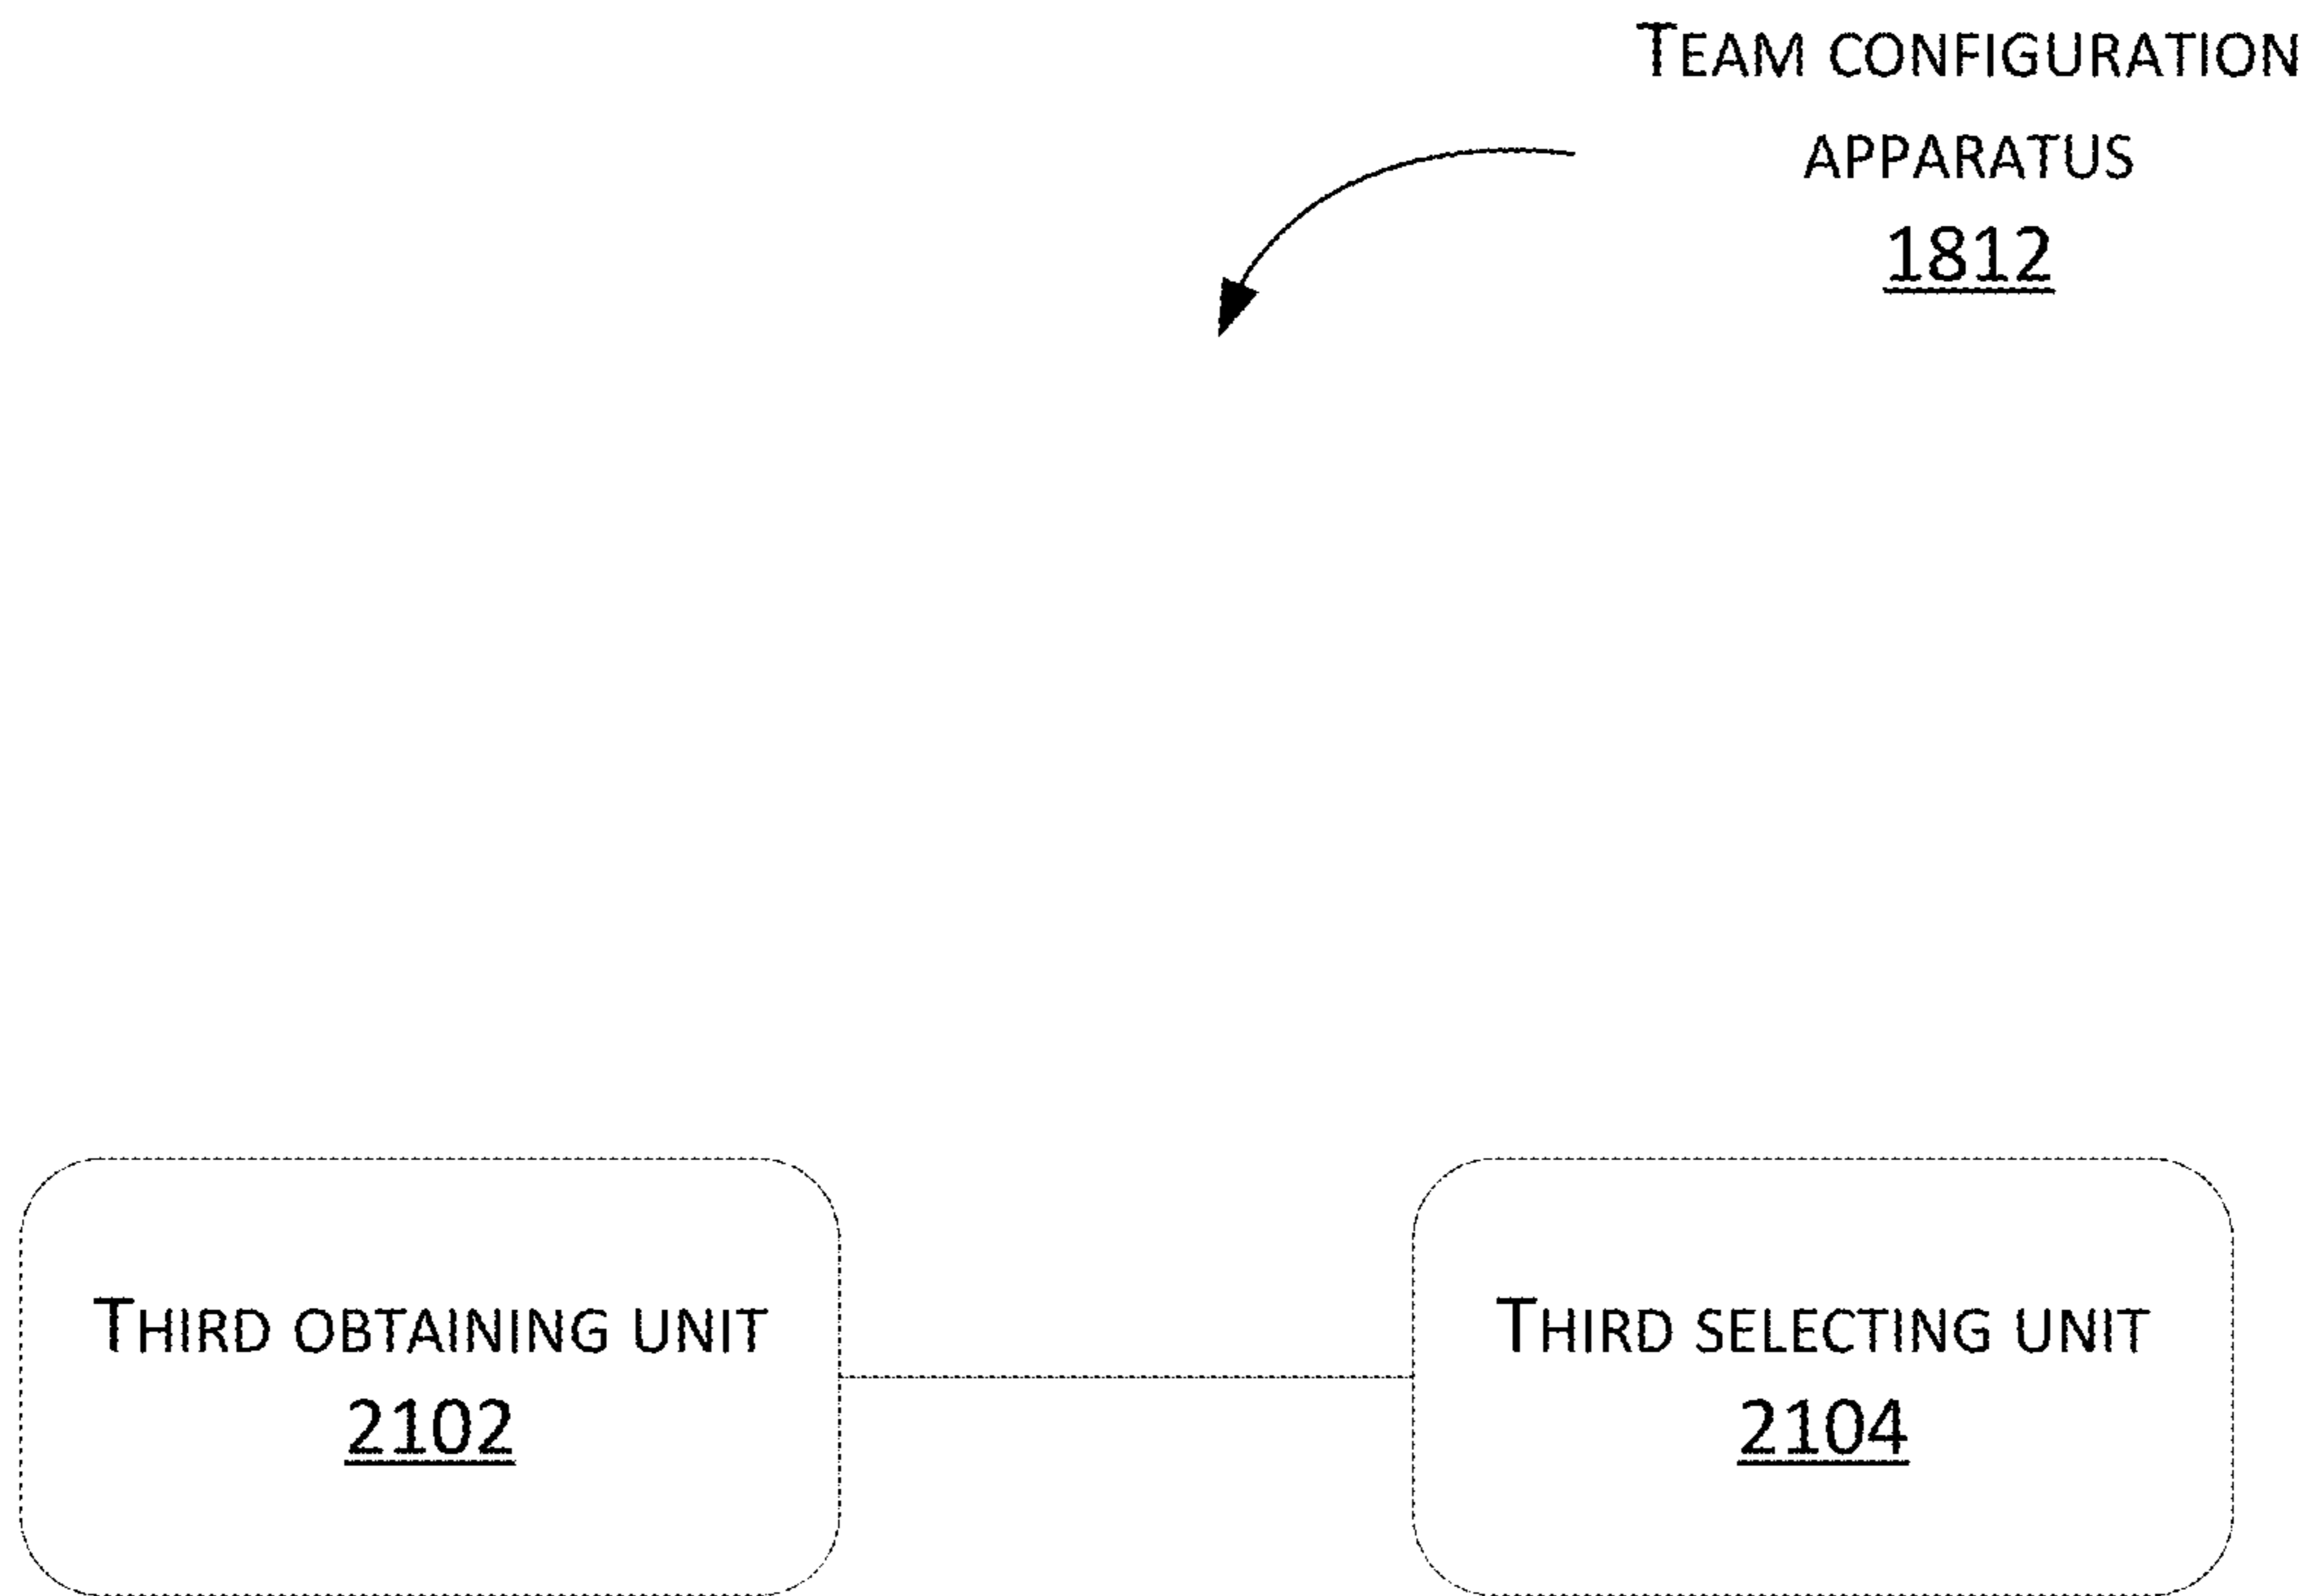 TEAM CONFIGURATION
APPARATUS
1812
THIRD OBTAINING UNIT
2102
THIRD SELECTING UNIT
2104